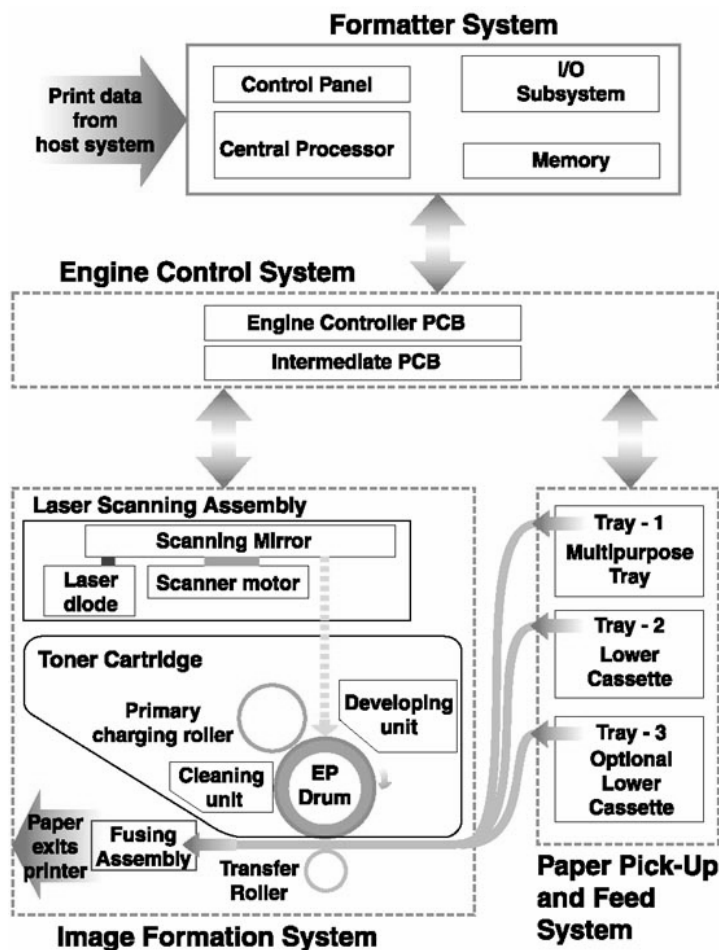 Formatter System
Print data
from
host system
Control Panel
I/O
Subsystem
Central Processor
Memory
Engine Control System
Engine Controller PCB
Intermediate PCB
Laser Scanning Assembly
Scanning Mirror
Laser
diode
Scanner motor
Toner Cartridge
Primary
charging roller
Developing
unit
Cleaning
unit
EP
Drum
Paper
exits
printer
Fusing
Assembly
Transfer
Roller
Image Formation System
Tray - 1
Multipurpose
Tray
Tray - 2
Lower
Cassette
Tray - 3
Optional
Lower
Cassette
Paper Pick-Up
and Feed
System